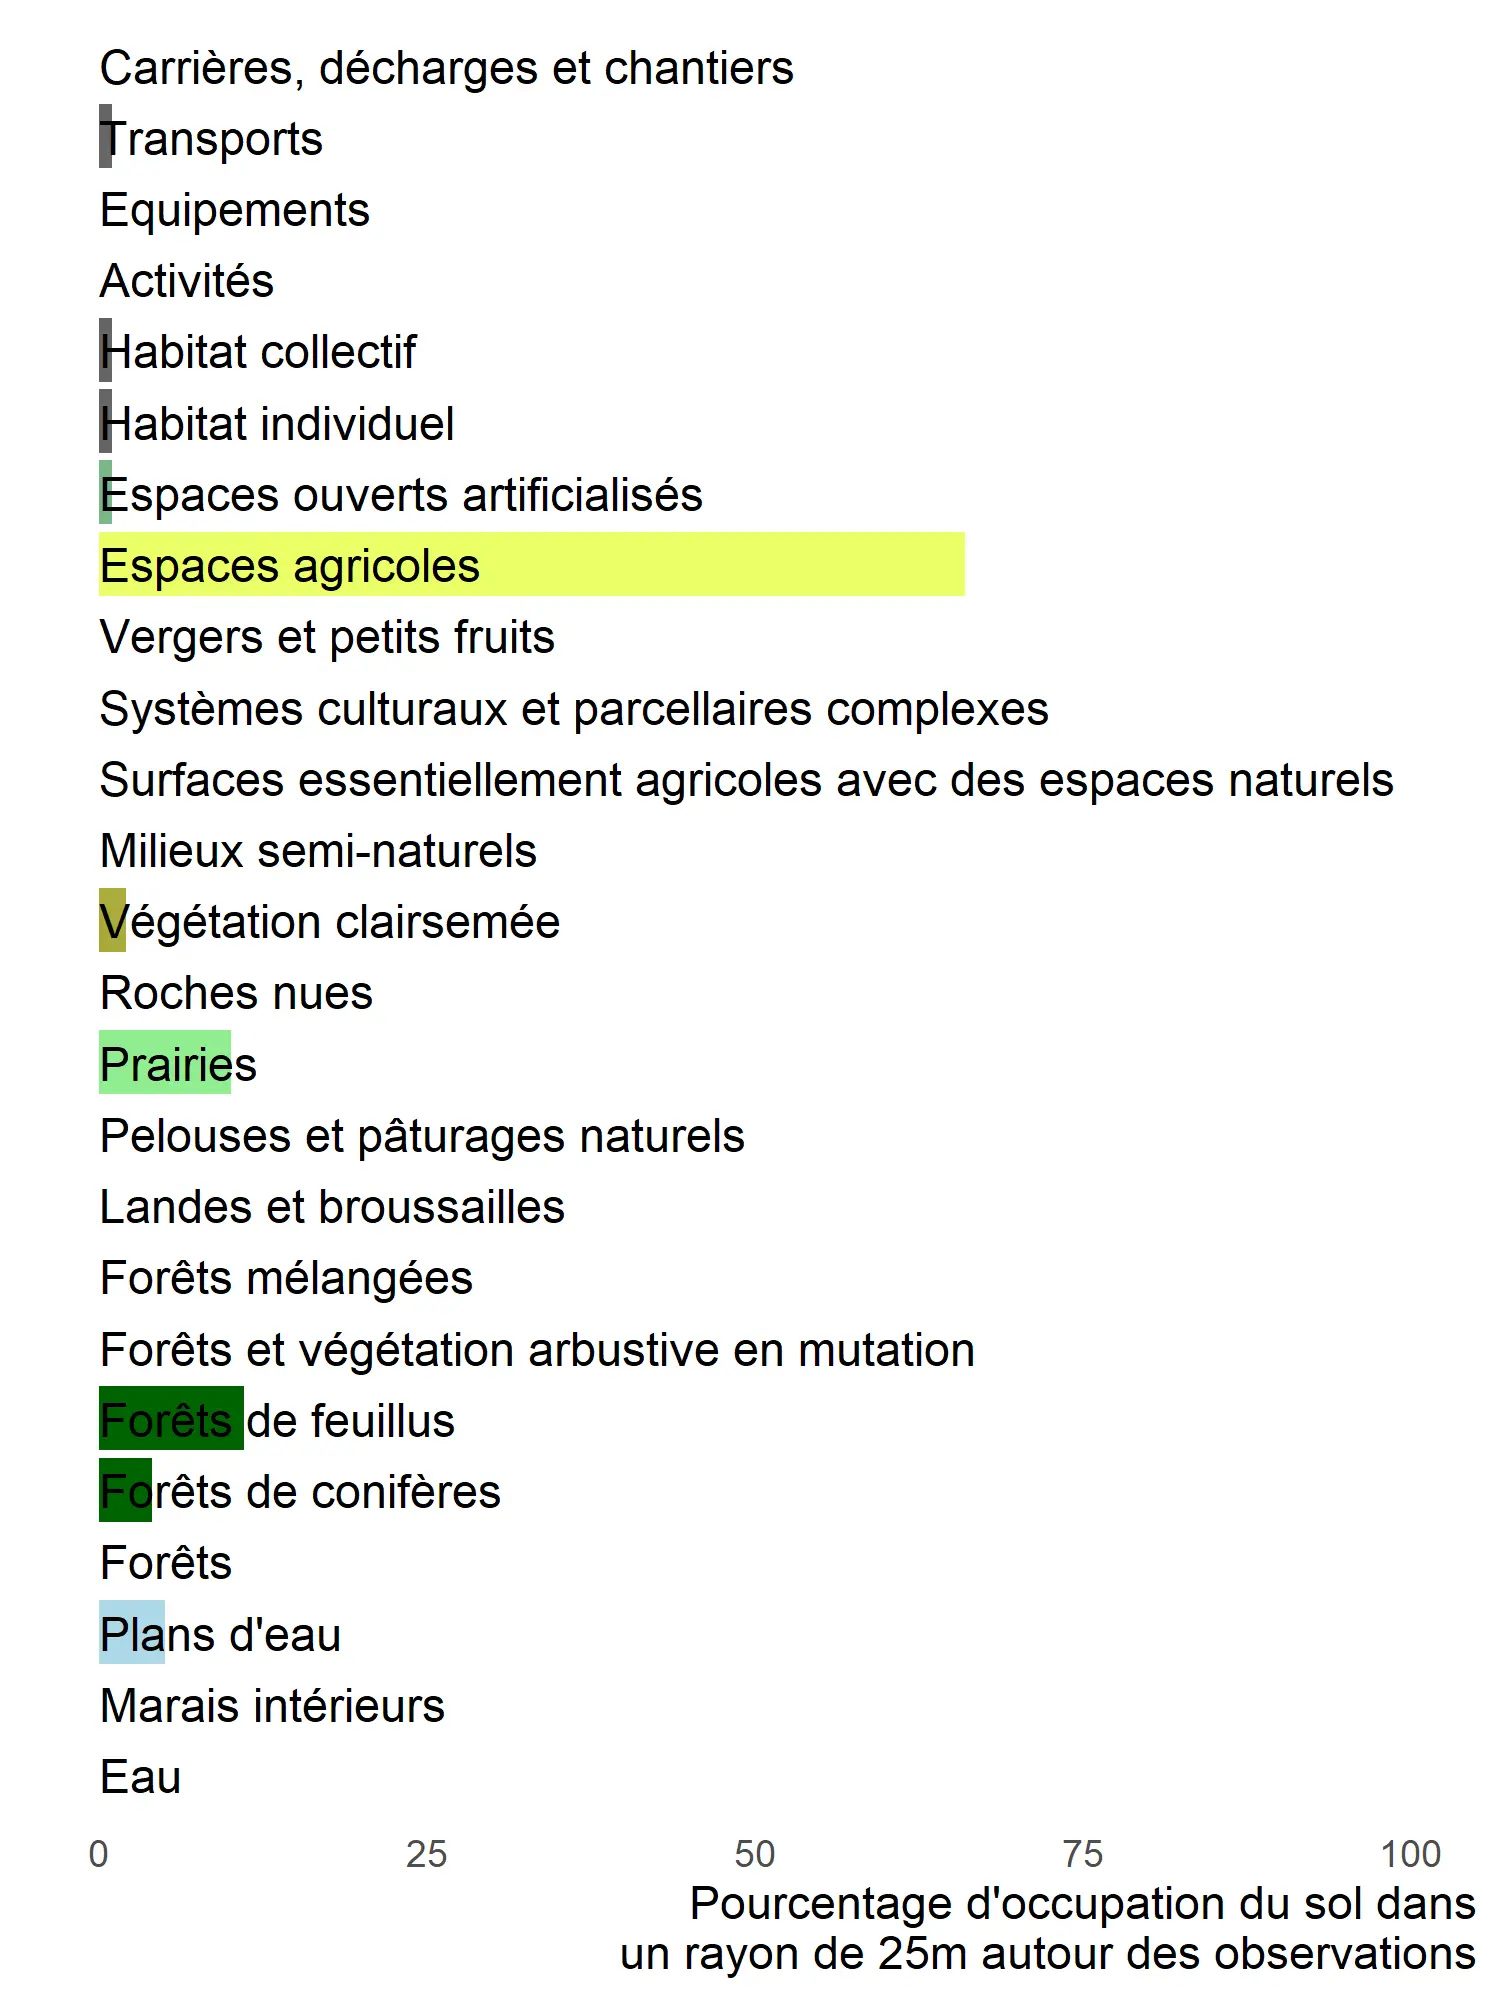 Carrières, décharges et chantiers
Transports
Equipements
Activités
Habitat collectif
Habitat individuel
Espaces ouverts artificialisés
Espaces agricoles
Vergers et petits fruits
Systèmes culturaux et parcellaires complexes
Surfaces essentiellement agricoles avec des espaces naturels
Milieux semi-naturels
Végétation clairsemée
Roches nues
Prairies
Pelouses et pâturages naturels
Landes et broussailles
Forêts mélangées
Forêts et végétation arbustive en mutation
Forêts de feuillus
Forêts de conifères
Forêts
Plans d'eau
Marais intérieurs
Eau
0 25 50 75 100
Pourcentage d'occupation du sol dans
un rayon de 25m autour des observations